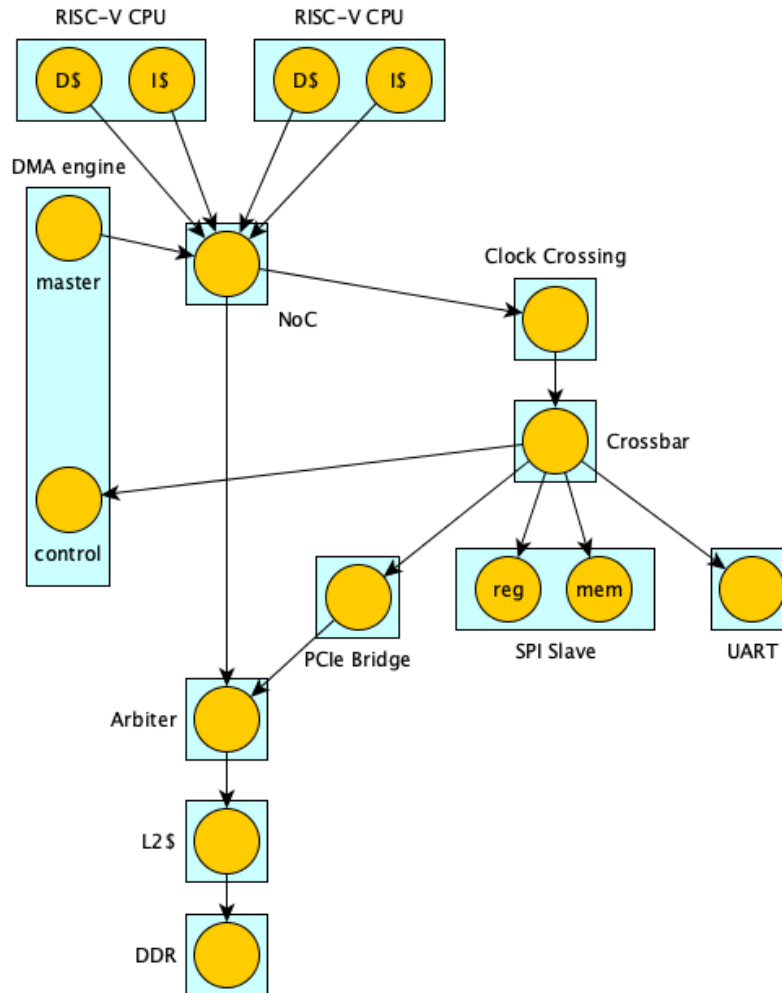 RISC-V CPU
RISC-V CPU
D$
I$
D$
I$
DMA engine
master
NoC
Clock Crossing
Crossbar
control
reg
mem
PCIe Bridge
SPI Slave
UART
Arbiter
L2$
DDR